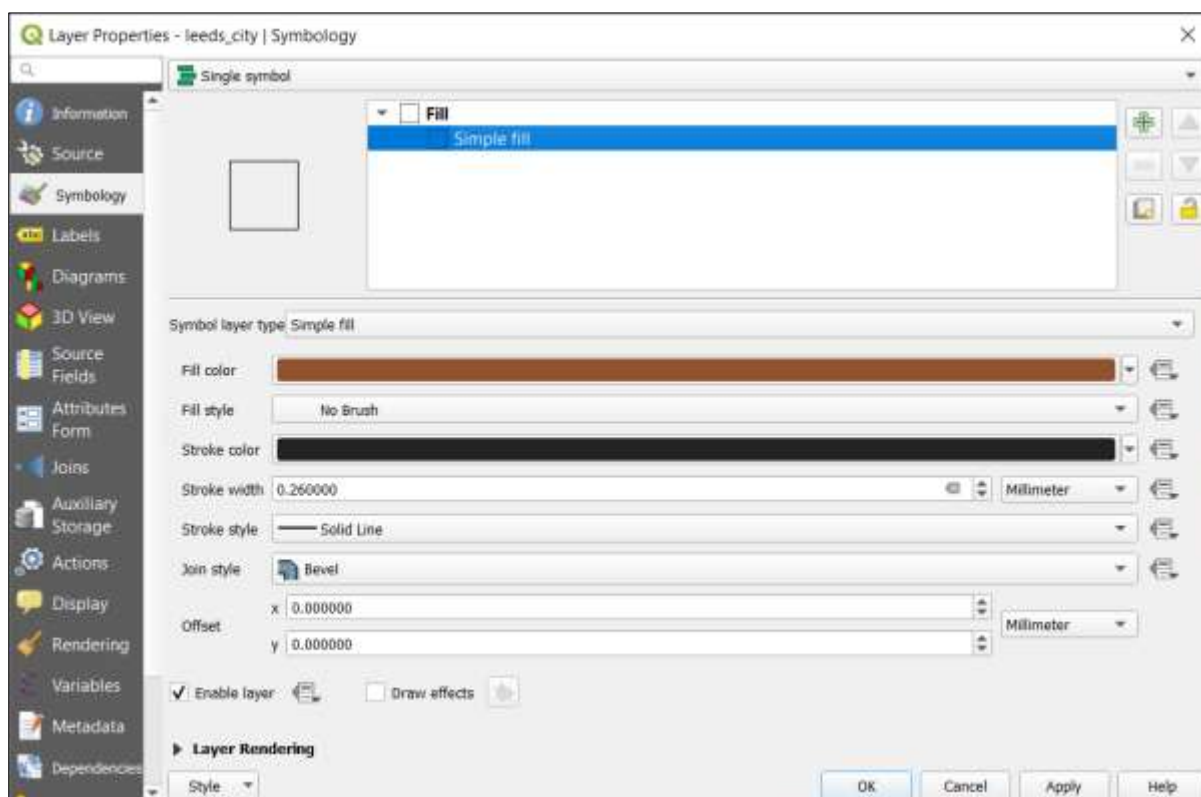 Layer Properties - leeds_city | Symbology
Single symbol
Information
Source
Symbology
Labels
Diagrams
3D View
Source
Fields
Attributes
Form
Joins
Auxiliary
Storage
Actions
Display
Rendering
Variables
Metadata
Dependencies
Fill
Simple fill
Symbol layer type Simple fill
Fill color
Fill style No Brush
Stroke color
Stroke width 0.260000 Millimeter
Stroke style Solid Line
Join style Bevel
Offset
x 0.000000
y 0.000000
Millimeter
Enable layer Draw effects
Layer Rendering
Style OK Cancel Apply Help